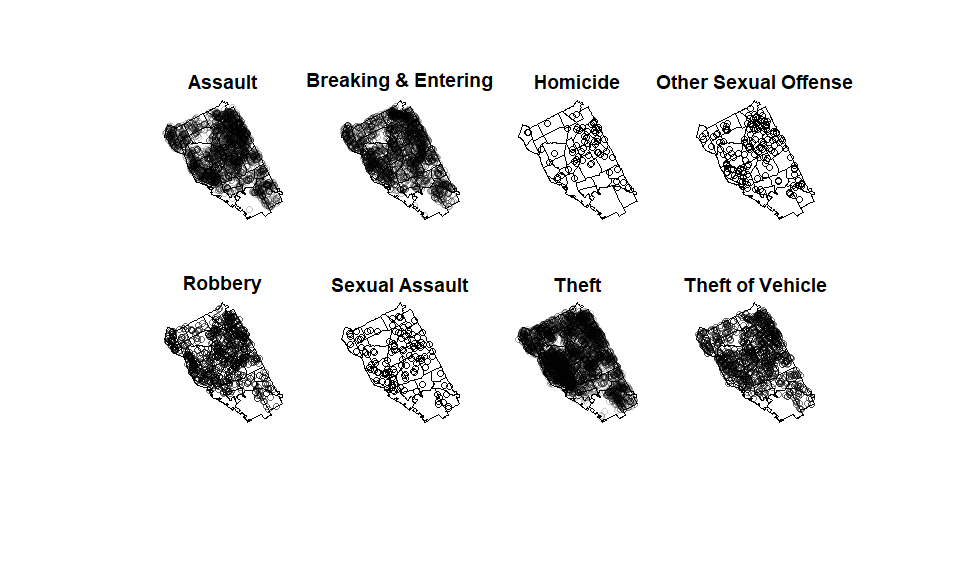 Assault
Breaking & Entering
Homicide
Other Sexual Offense
Robbery
Sexual Assault
Theft
Theft of Vehicle